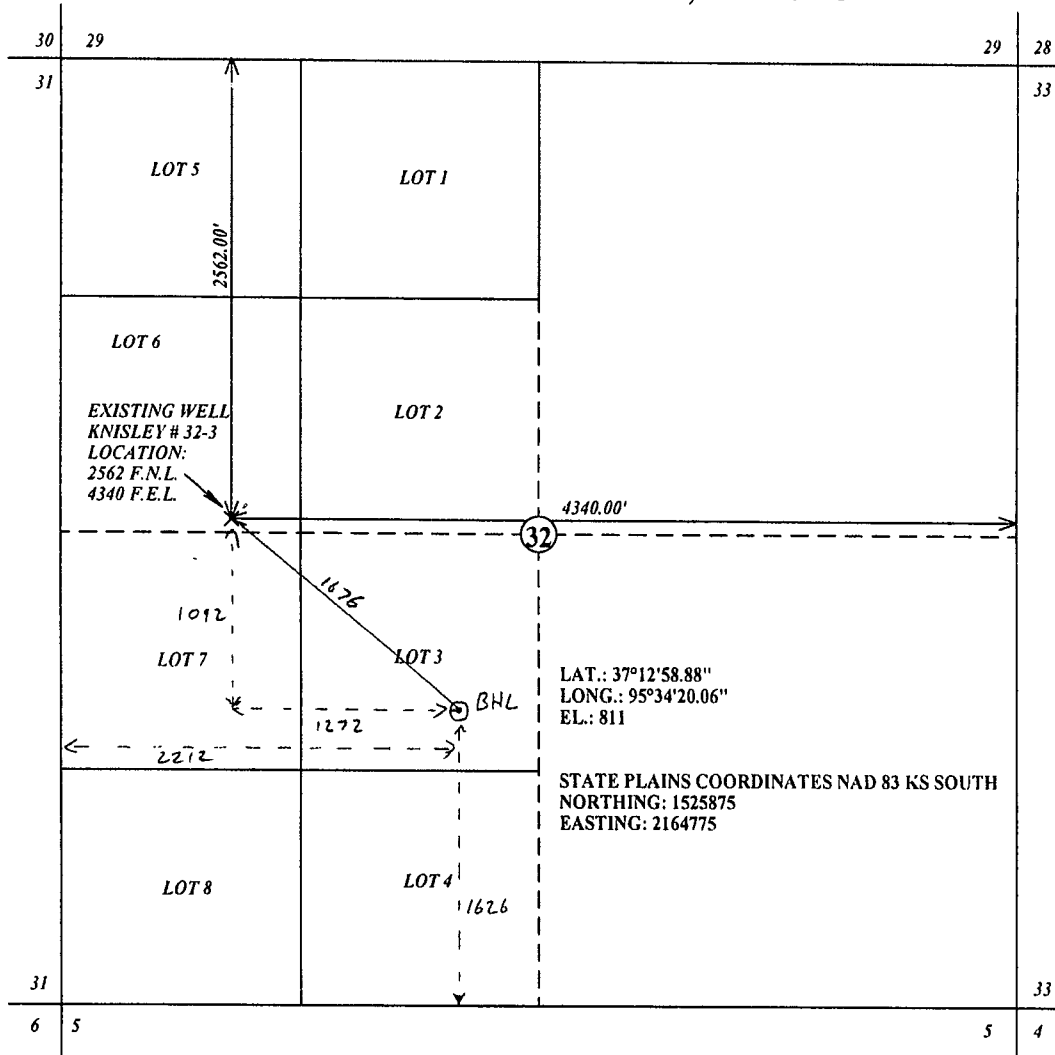 30 29
29 28
31
33
LOT 5
LOT 1
2562.00'
LOT 6
LOT 2
EXISTING WELL
KNISLEY # 32-3
LOCATION:
2562 F.N.L.
4340 F.E.L.
4340.00'
32
1676
1092
LOT 7
LOT 3
BHL
1272
2212
LAT.: 37°12'58.88"
LONG.: 95°34'20.06"
EL.: 811
STATE PLAINS COORDINATES NAD 83 KS SOUTH
NORTHING: 1525875
EASTING: 2164775
LOT 8
LOT 4
1626
31
33
6 5
5 4